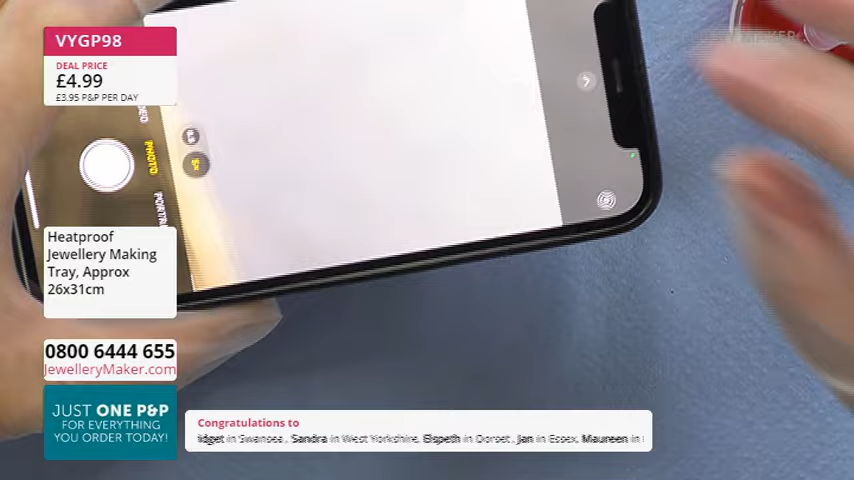 VYGP98
DEAL PRICE
£4.99
£3.95 P&P PER DAY
PHOTO
Heatproof
Jewellery Making
Tray, Approx
26x31cm
0800 6444 655
JewelleryMaker.com
JUST ONE P&P
FOR EVERYTHING
YOU ORDER TODAY!
Congratulations to
idget in Swansea, Sandra in West Yorkshire, Elspeth in Dorset, Jan in Essex, Maureen in